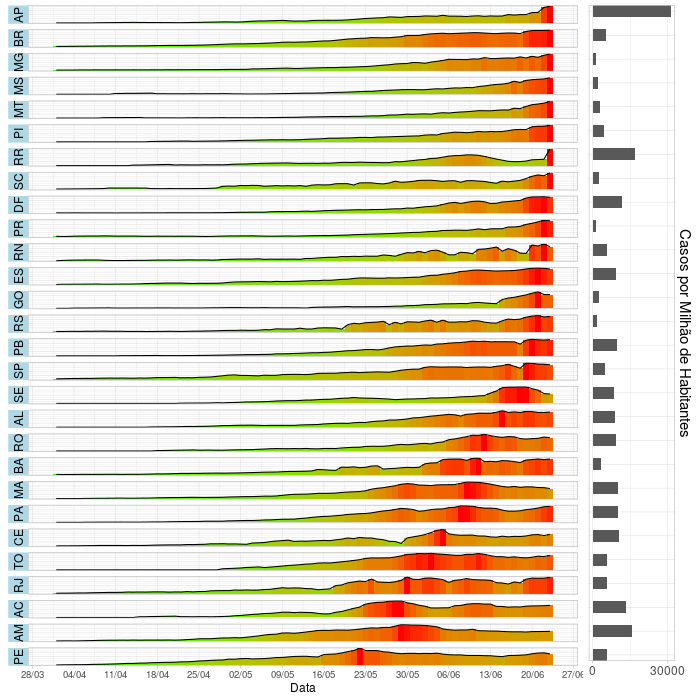 AP
BR
MG
MS
MT
PI
RR
SC
DF
PR
RN
ES
GO
RS
PB
SP
SE
AL
RO
BA
MA
PA
CE
TO
RJ
AC
AM
PE
28/03 04/04 11/04 18/04 25/04 02/05 09/05 16/05 23/05 30/05 06/06 13/06 20/06 27/06
Data
0 30000
Casos por Milhão de Habitantes